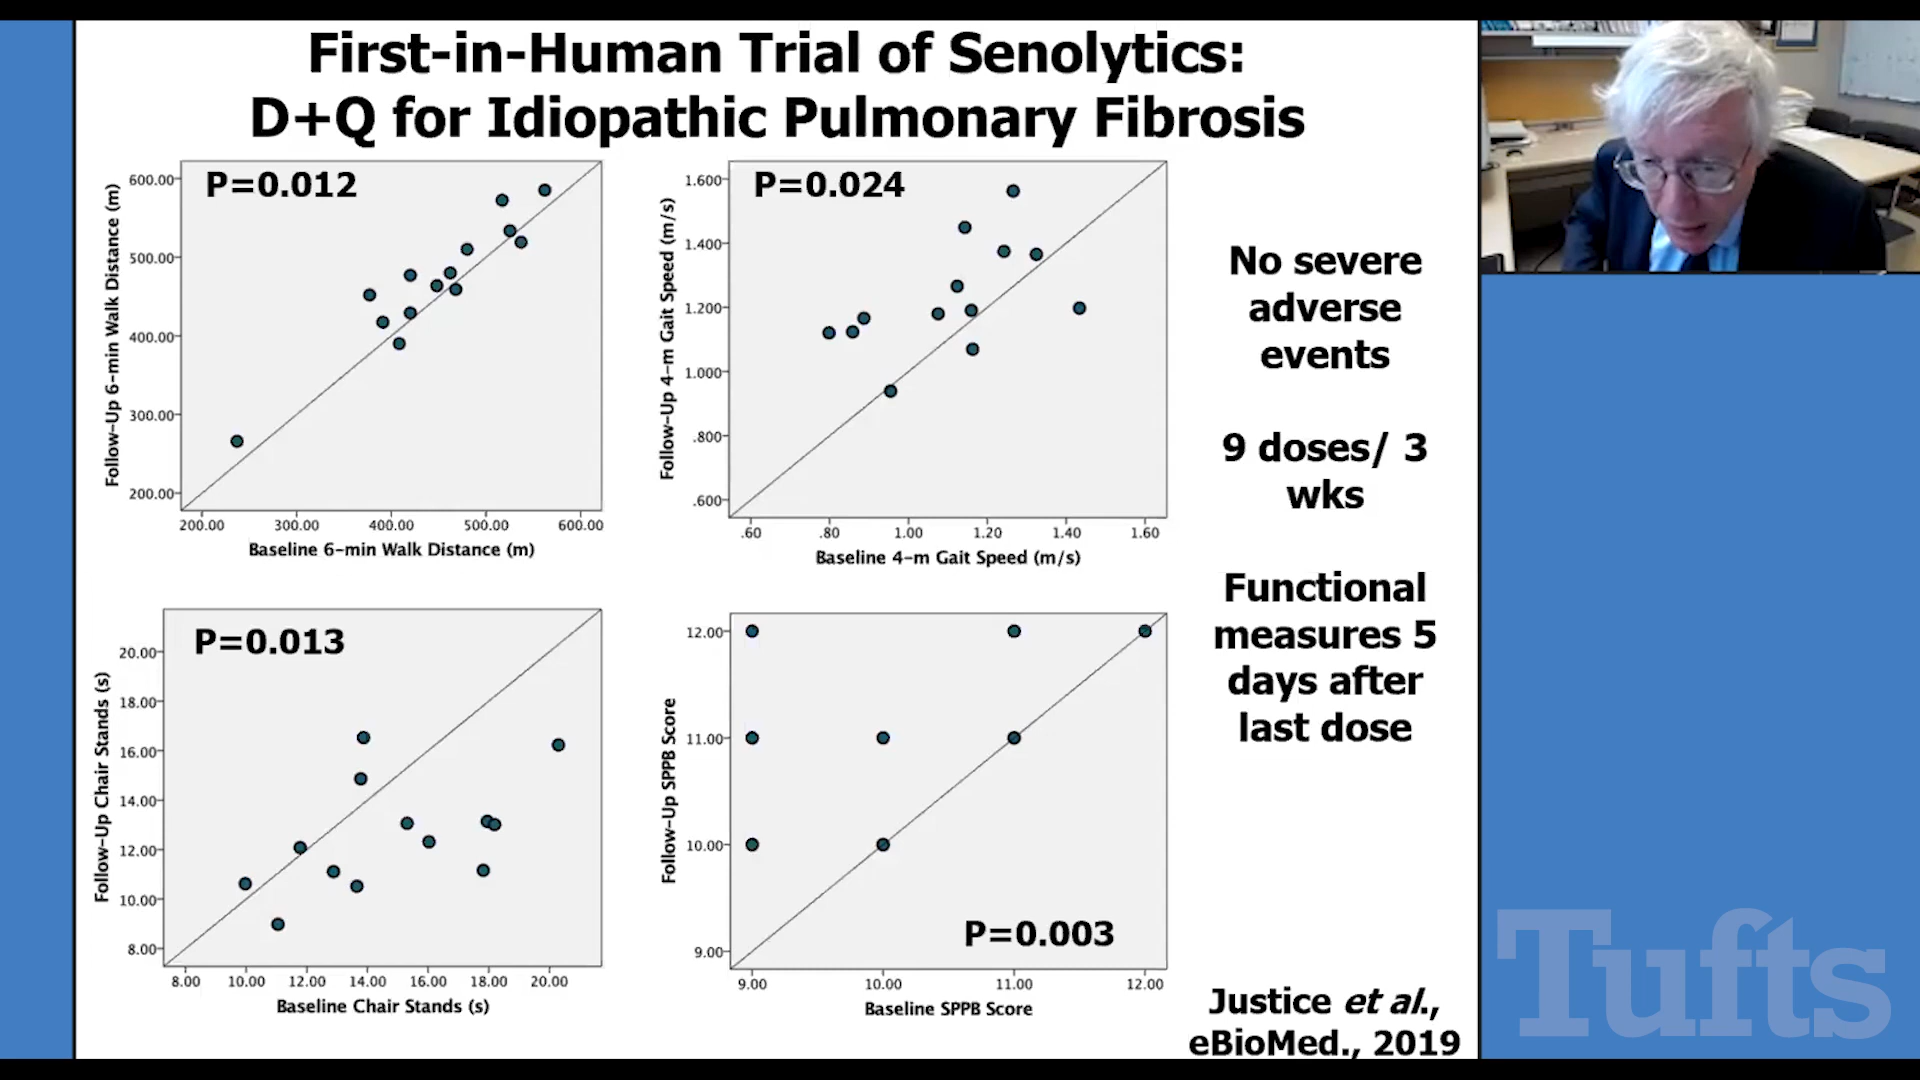 First-in-Human Trial of Senolytics:
D+Q for Idiopathic Pulmonary Fibrosis
P=0.012
Follow-Up 6-min Walk Distance (m)
600.00
500.00
400.00
300.00
200.00
200.00 300.00 400.00 500.00 600.00
Baseline 6-min Walk Distance (m)
P=0.024
Follow-Up 4-m Gait Speed (m/s)
1.600
1.400
1.200
1.000
.800
.600
.60 .80 1.00 1.20 1.40 1.60
Baseline 4-m Gait Speed (m/s)
P=0.013
Follow-Up Chair Stands (s)
20.00
18.00
16.00
14.00
12.00
10.00
8.00
8.00 10.00 12.00 14.00 16.00 18.00 20.00
Baseline Chair Stands (s)
P=0.003
Follow-Up SPPB Score
12.00
11.00
10.00
9.00
9.00 10.00 11.00 12.00
Baseline SPPB Score
No severe
adverse
events
9 doses/ 3
wks
Functional
measures 5
days after
last dose
Justice et al.,
eBioMed., 2019
Tufts